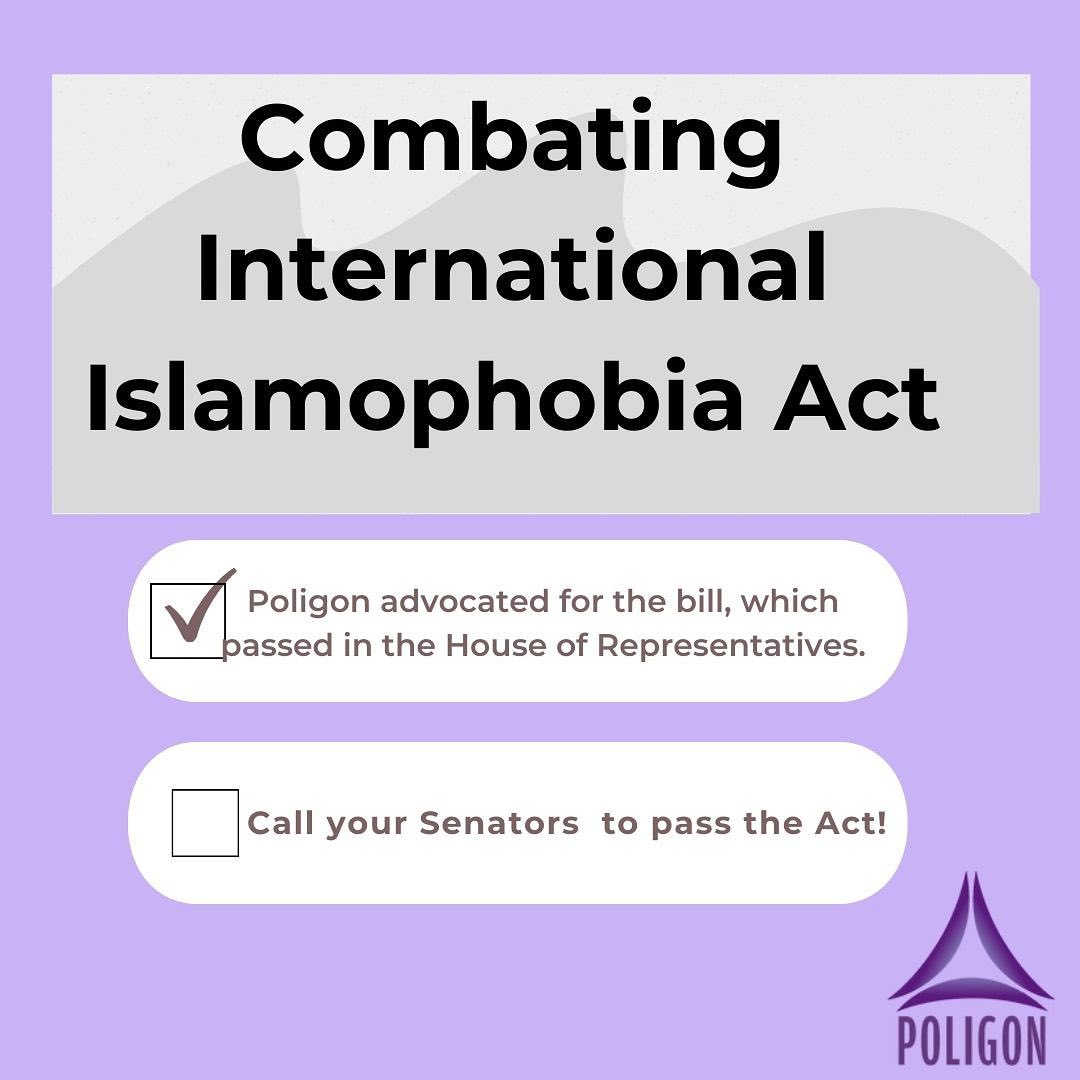 Combating
International
Islamophobia Act
Poligon advocated for the bill, which
passed in the House of Representatives.
Call your Senators  to pass the Act!
POLIGON